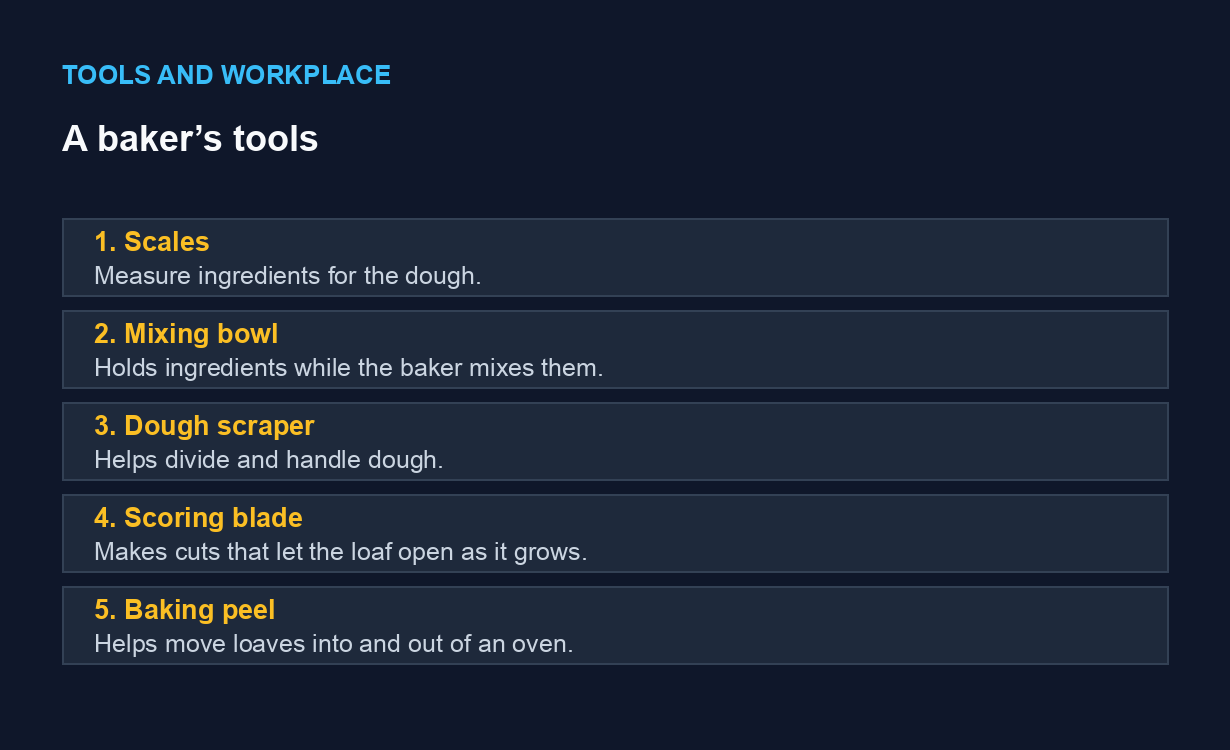 TOOLS AND WORKPLACE
A baker’s tools
1. Scales
Measure ingredients for the dough.
2. Mixing bowl
Holds ingredients while the baker mixes them.
3. Dough scraper
Helps divide and handle dough.
4. Scoring blade
Makes cuts that let the loaf open as it grows.
5. Baking peel
Helps move loaves into and out of an oven.